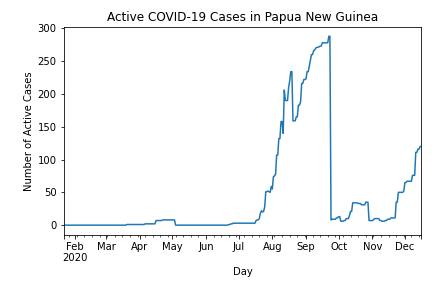 Active COVID-19 Cases in Papua New Guinea
300
250
200
150
100
50
0
Number of Active Cases
Feb Mar Apr May Jun Jul Aug Sep Oct Nov Dec
2020
Day